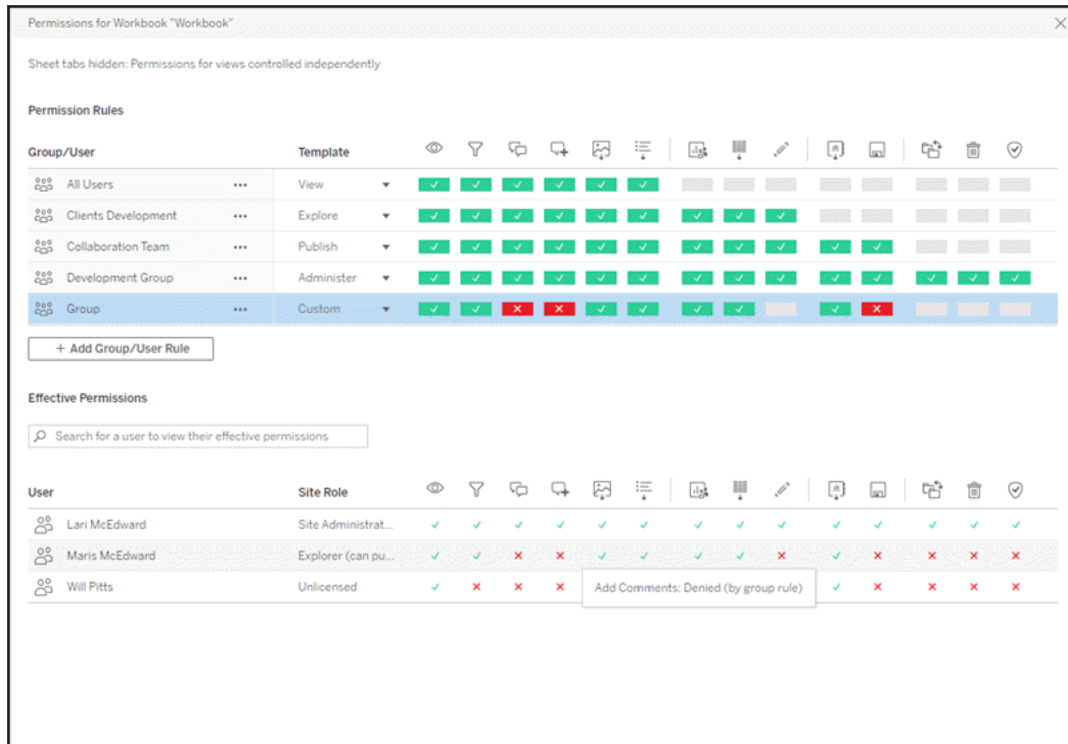 Permissions for Workbook "Workbook"
Sheet tabs hidden: Permissions for views controlled independently
Permission Rules
Group/User Template
All Users ••• View
Clients Development ••• Explore
Collaboration Team ••• Publish
Development Group ••• Administer
Group ••• Custom
+ Add Group/User Rule
Effective Permissions
Search for a user to view their effective permissions
User Site Role
Lari McEdward Site Administrat...
Maris McEdward Explorer (can pu...
Will Pitts Unlicensed
Add Comments: Denied (by group rule)